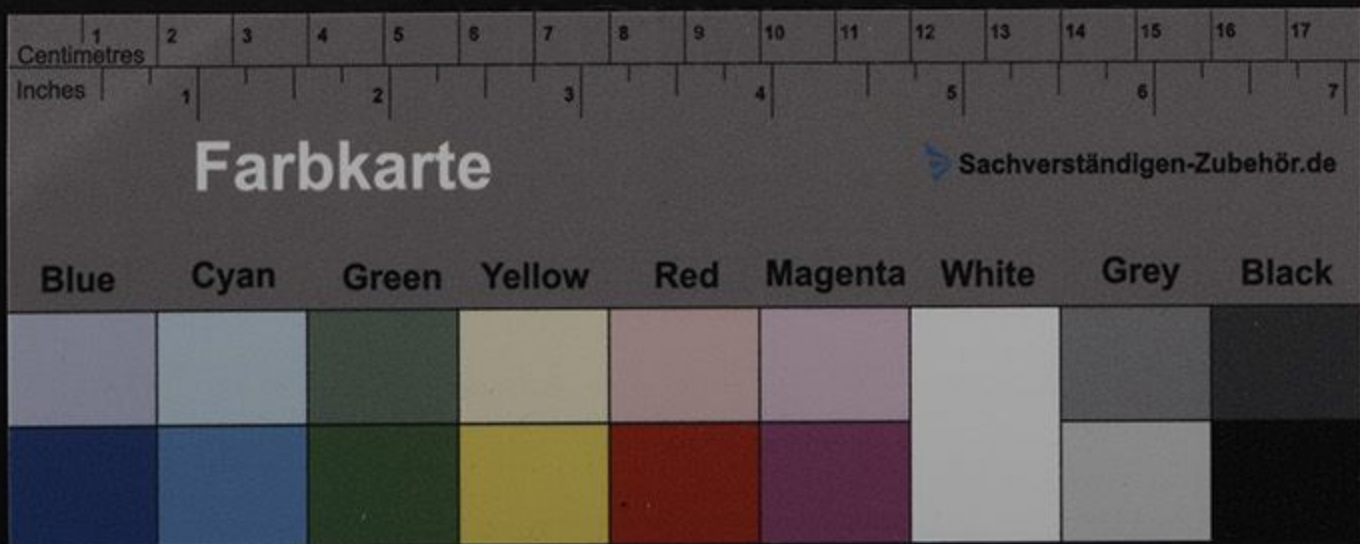 1 2 3 4 5 6 7 8 9 10 11 12 13 14 15 16 17
Centimetres
Inches
1 2 3 4 5 6 7
Farbkarte
Sachverständigen-Zubehör.de
Blue Cyan Green Yellow Red Magenta White Grey Black